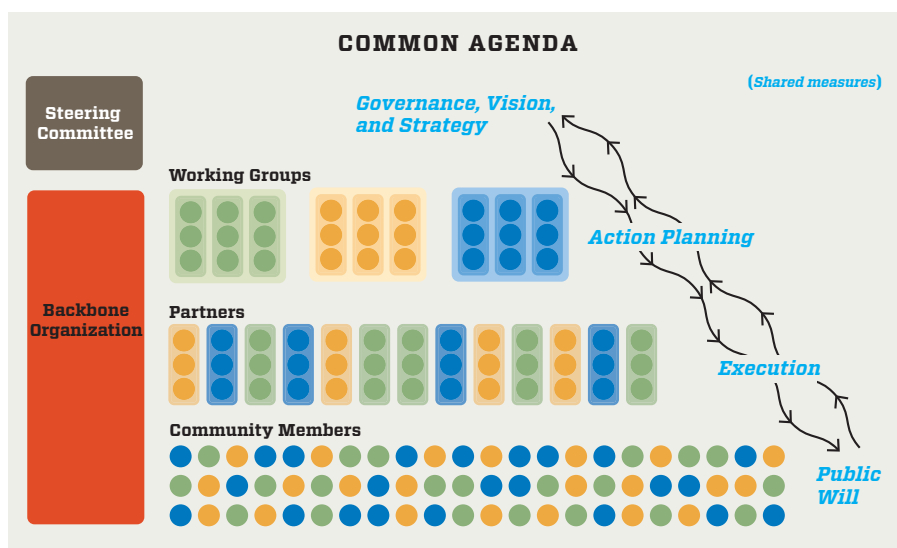 COMMON AGENDA
Steering
Committee
(Shared measures)
Governance, Vision,
and Strategy
Working Groups
Action Planning
Backbone
Organization
Partners
Execution
Community Members
Public
Will